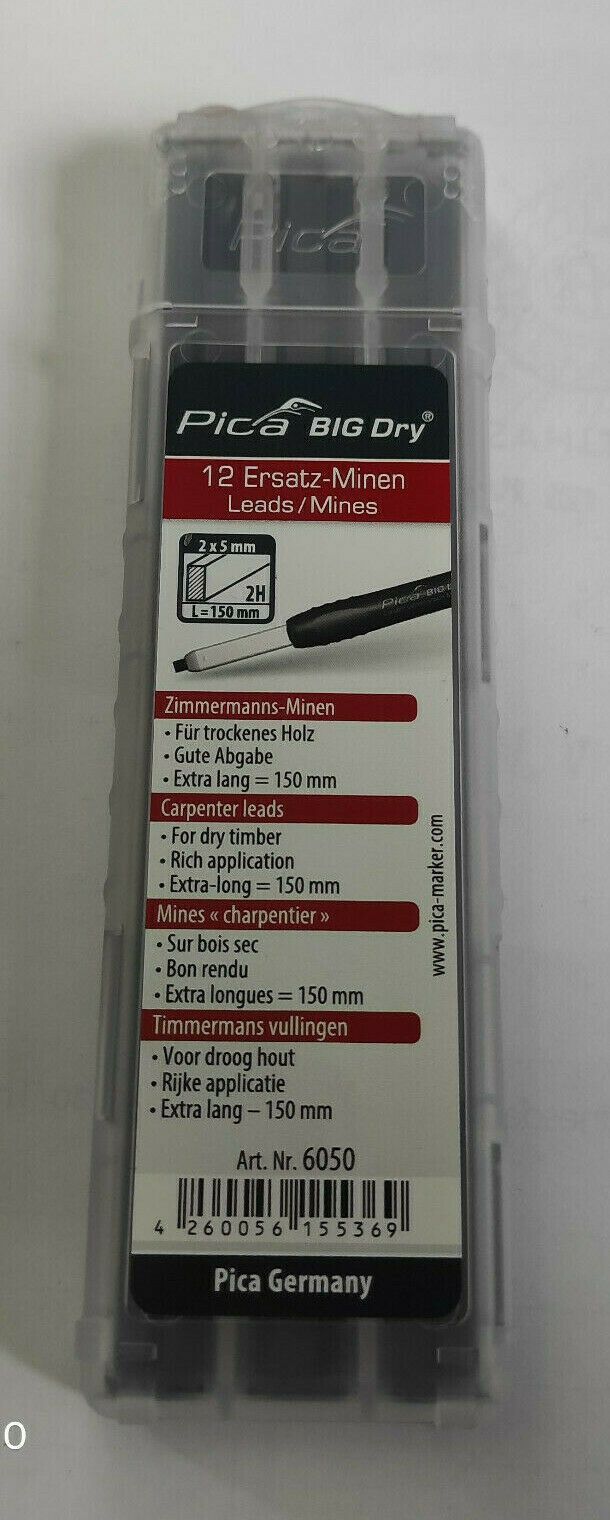 Pica
Pica BIG Dry®
12 Ersatz-Minen
Leads/Mines
2 x 5 mm
2H
L = 150 mm
Pica BIG
Zimmermanns-Minen
• Für trockenes Holz
• Gute Abgabe
• Extra lang = 150 mm
Carpenter leads
• For dry timber
• Rich application
• Extra-long = 150 mm
Mines « charpentier »
• Sur bois sec
• Bon rendu
• Extra longues = 150 mm
Timmermans vullingen
• Voor droog hout
• Rijke applicatie
• Extra lang – 150 mm
www.pica-marker.com
Art. Nr. 6050
4 260056 155369
Pica Germany
0